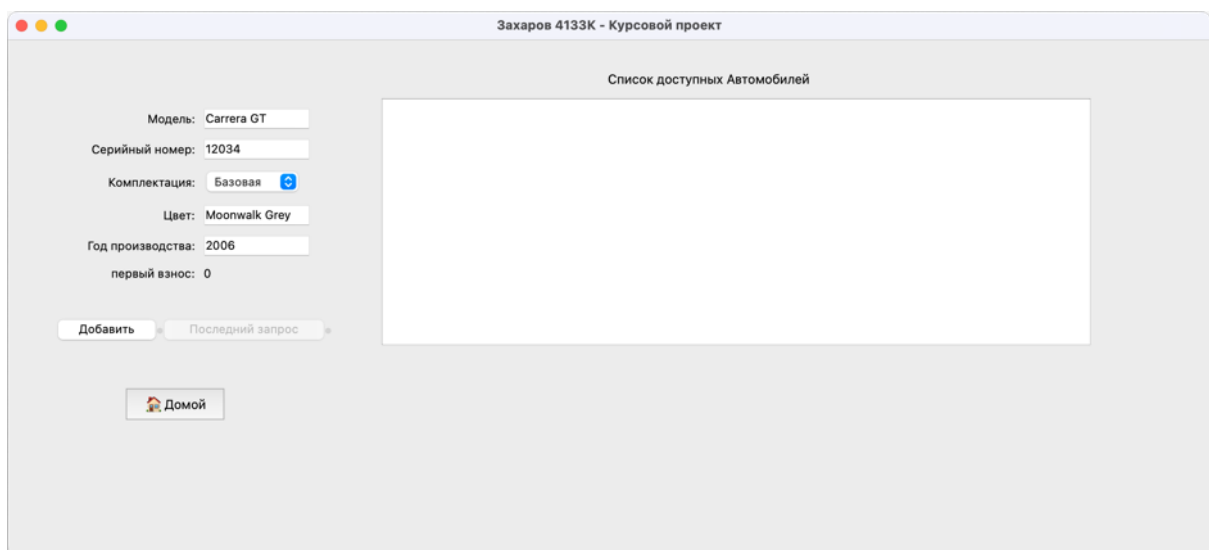 Захаров 4133К - Курсовой проект
Список доступных Автомобилей
Модель: Carrera GT
Серийный номер: 12034
Комплектация: Базовая
Цвет: Moonwalk Grey
Год производства: 2006
первый взнос: 0
Добавить Последний запрос
Домой